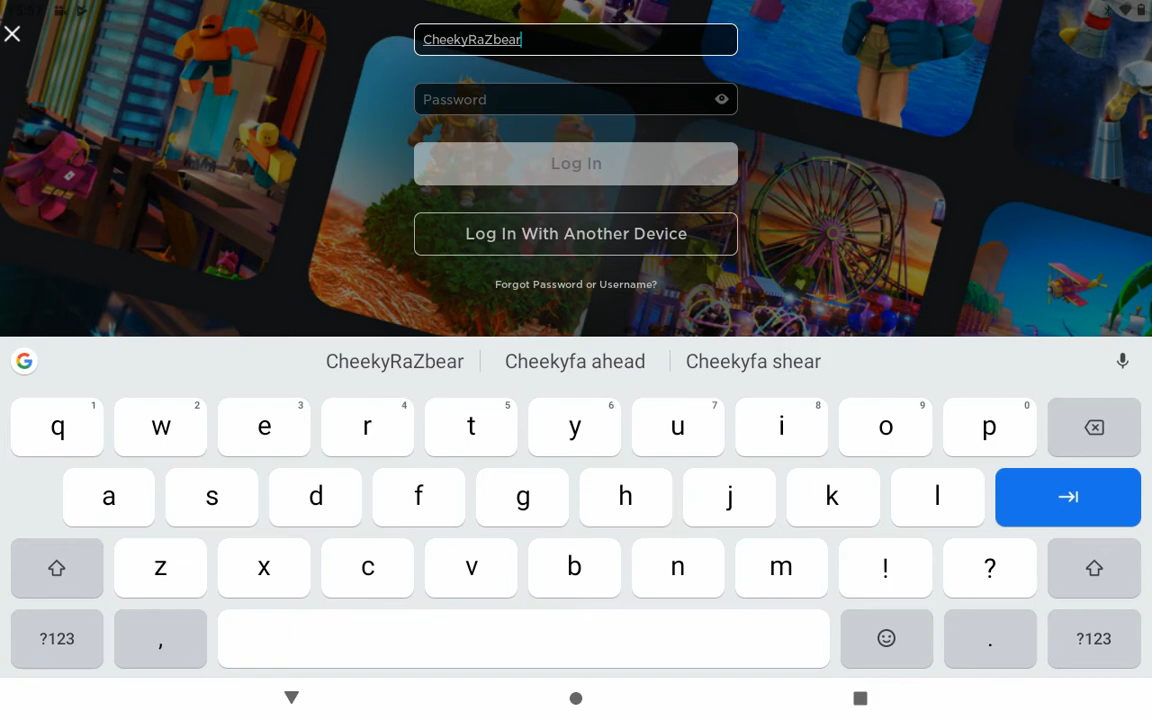 CheekyRaZbear
Password
Log In
Log In With Another Device
Forgot Password or Username?
G CheekyRaZbear Cheekyfa ahead Cheekyfa shear
q 1 w 2 e 3 r 4 t 5 y 6 u 7 i 8 o 9 p 0
a s d f g h j k l
z x c v b n m ! ?
?123 , . ?123